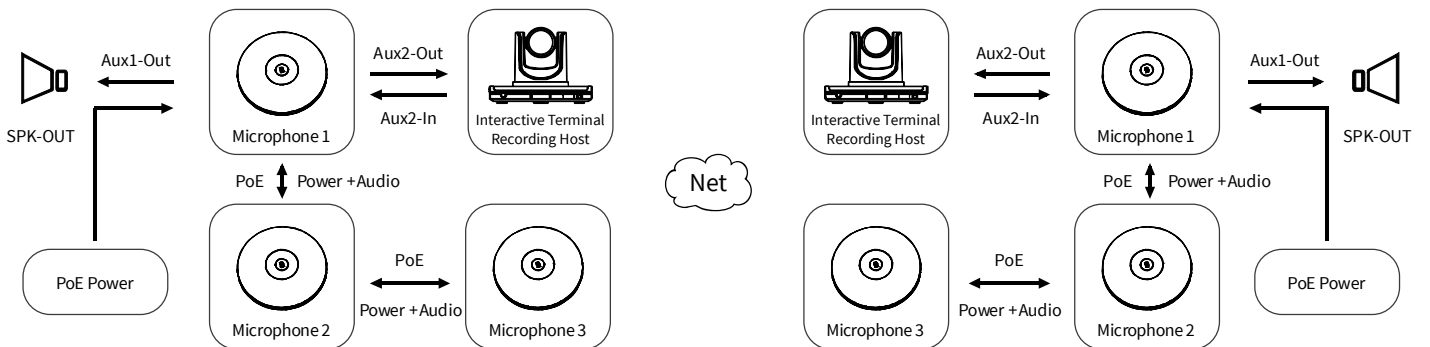 Aux1-Out
SPK-OUT
Microphone 1
Aux2-Out
Aux2-In
Interactive Terminal
Recording Host
PoE
Power +Audio
PoE Power
Microphone 2
PoE
Power +Audio
Microphone 3
Net
Interactive Terminal
Recording Host
Aux2-Out
Aux2-In
Microphone 1
Aux1-Out
SPK-OUT
PoE
Power +Audio
Microphone 3
PoE
Power +Audio
Microphone 2
PoE Power